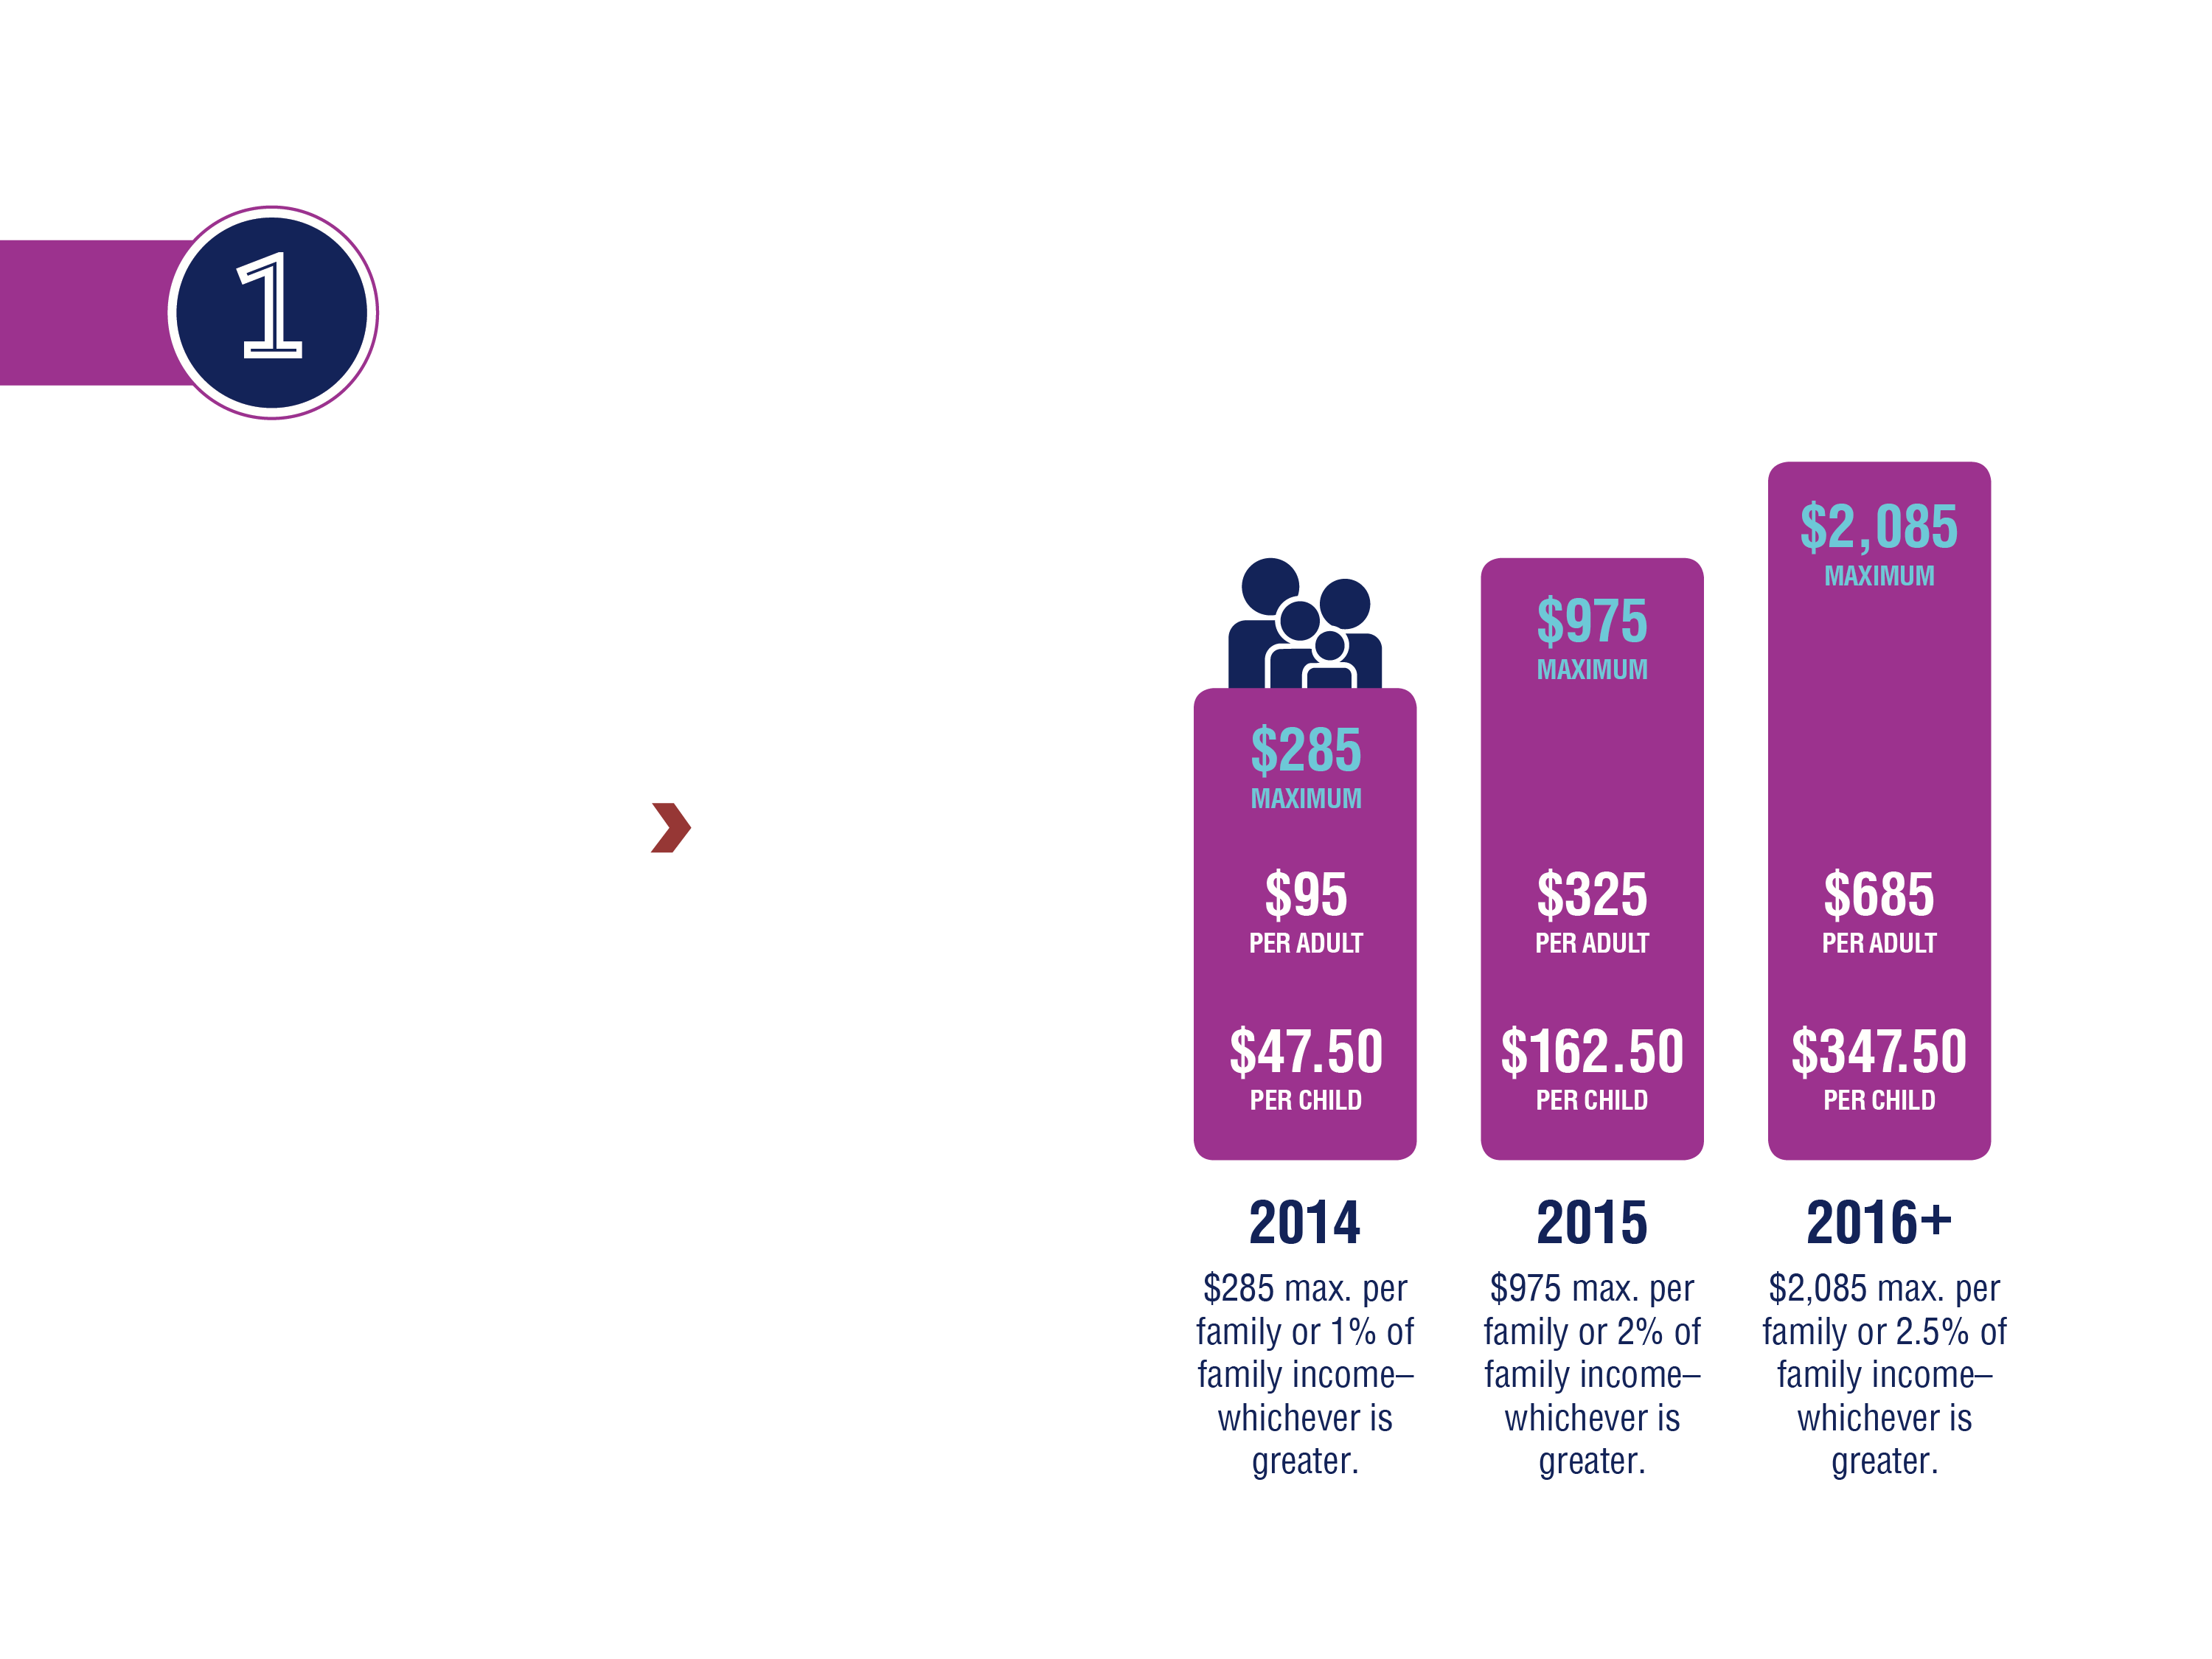 1
$285
MAXIMUM
$95
PER ADULT
$47.50
PER CHILD
2014
$285 max. per
family or 1% of
family income–
whichever is
greater.
$975
MAXIMUM
$325
PER ADULT
$162.50
PER CHILD
2015
$975 max. per
family or 2% of
family income–
whichever is
greater.
$2,085
MAXIMUM
$685
PER ADULT
$347.50
PER CHILD
2016+
$2,085 max. per
family or 2.5% of
family income–
whichever is
greater.